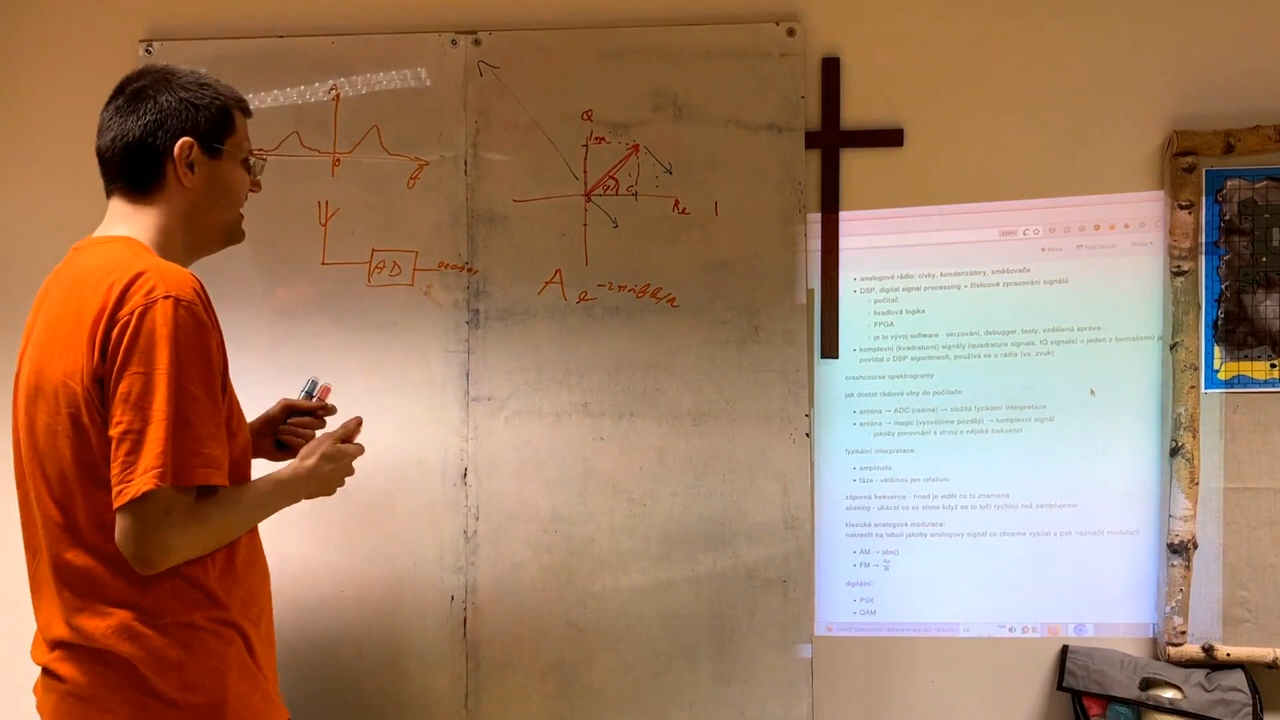 A
0
f
AD
Q
Im
φ
Re I
• analogové rádio: cívky, kondenzátory, směšovače
• DSP, digital signal processing = číslicové zpracování signálů
○ počítač
○ hradlová logika
○ FPGA
○ je to vývoj software - verzování, debugger, testy, vzdálená správa...
• komplexní (kvadraturní) signály (quadrature signals, IQ signals) = jeden z formalismů je
povídat o DSP algoritmech, používá se u rádia (vs. zvuk)
crashcourse spektrogramy
jak dostat rádiové vlny do počítače:
• anténa → ADC (reálné) → složitá fyzikální interpretace
• anténa → magic (vysvětlíme později) → komplexní signál
○ jakoby porovnání s vlnou o nějaké frekvenci
fyzikální interpretace:
• amplituda
• fáze - většinou jen relativní
záporná frekvence - hned je vidět co to znamená
aliasing - ukázat co se stane když se to točí rychleji než samplujeme
klasické analogové modulace:
nakreslit na tabuli jakoby analogový signál co chceme vysílat a pak naznačit modulaci
• AM → abs()
• FM →
digitální:
• PSK
• QAM